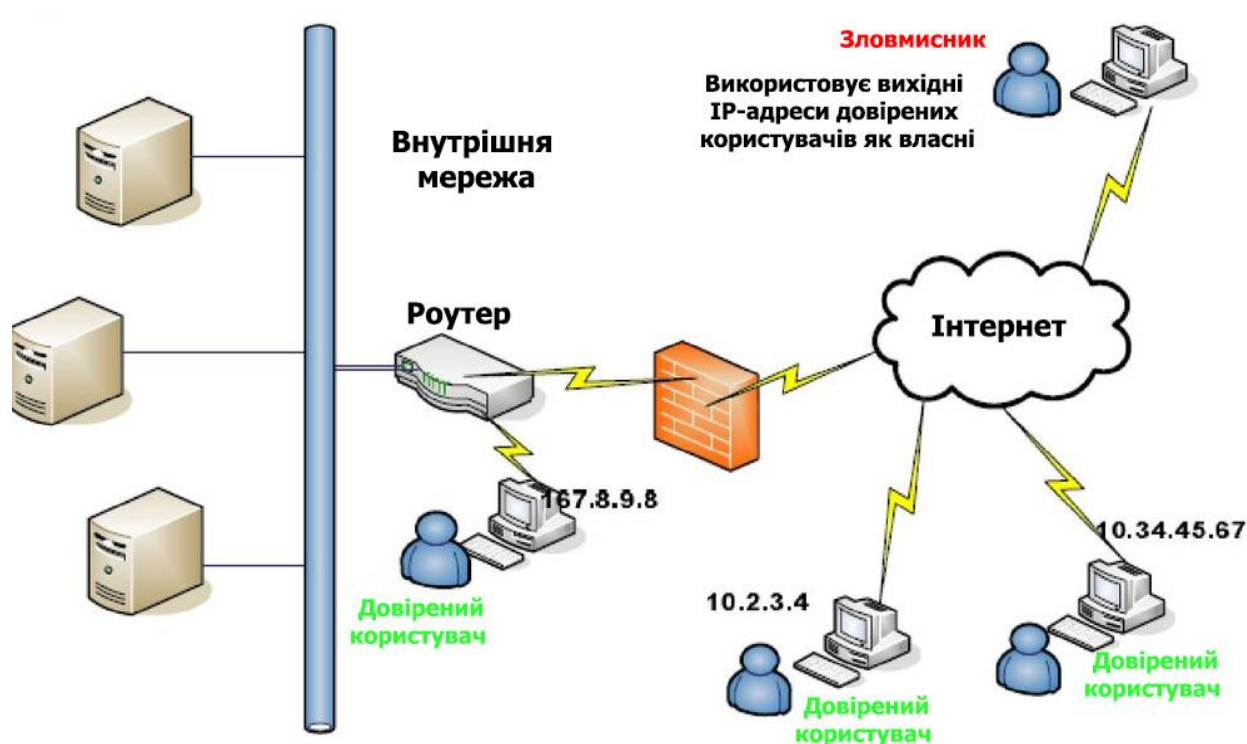 Зловмисник
Використовує вихідні
IP-адреси довірених
користувачів як власні
Внутрішня
мережа
Роутер
Інтернет
167.8.9.8
10.34.45.67
10.2.3.4
Довірений
користувач
Довірений
користувач
Довірений
користувач